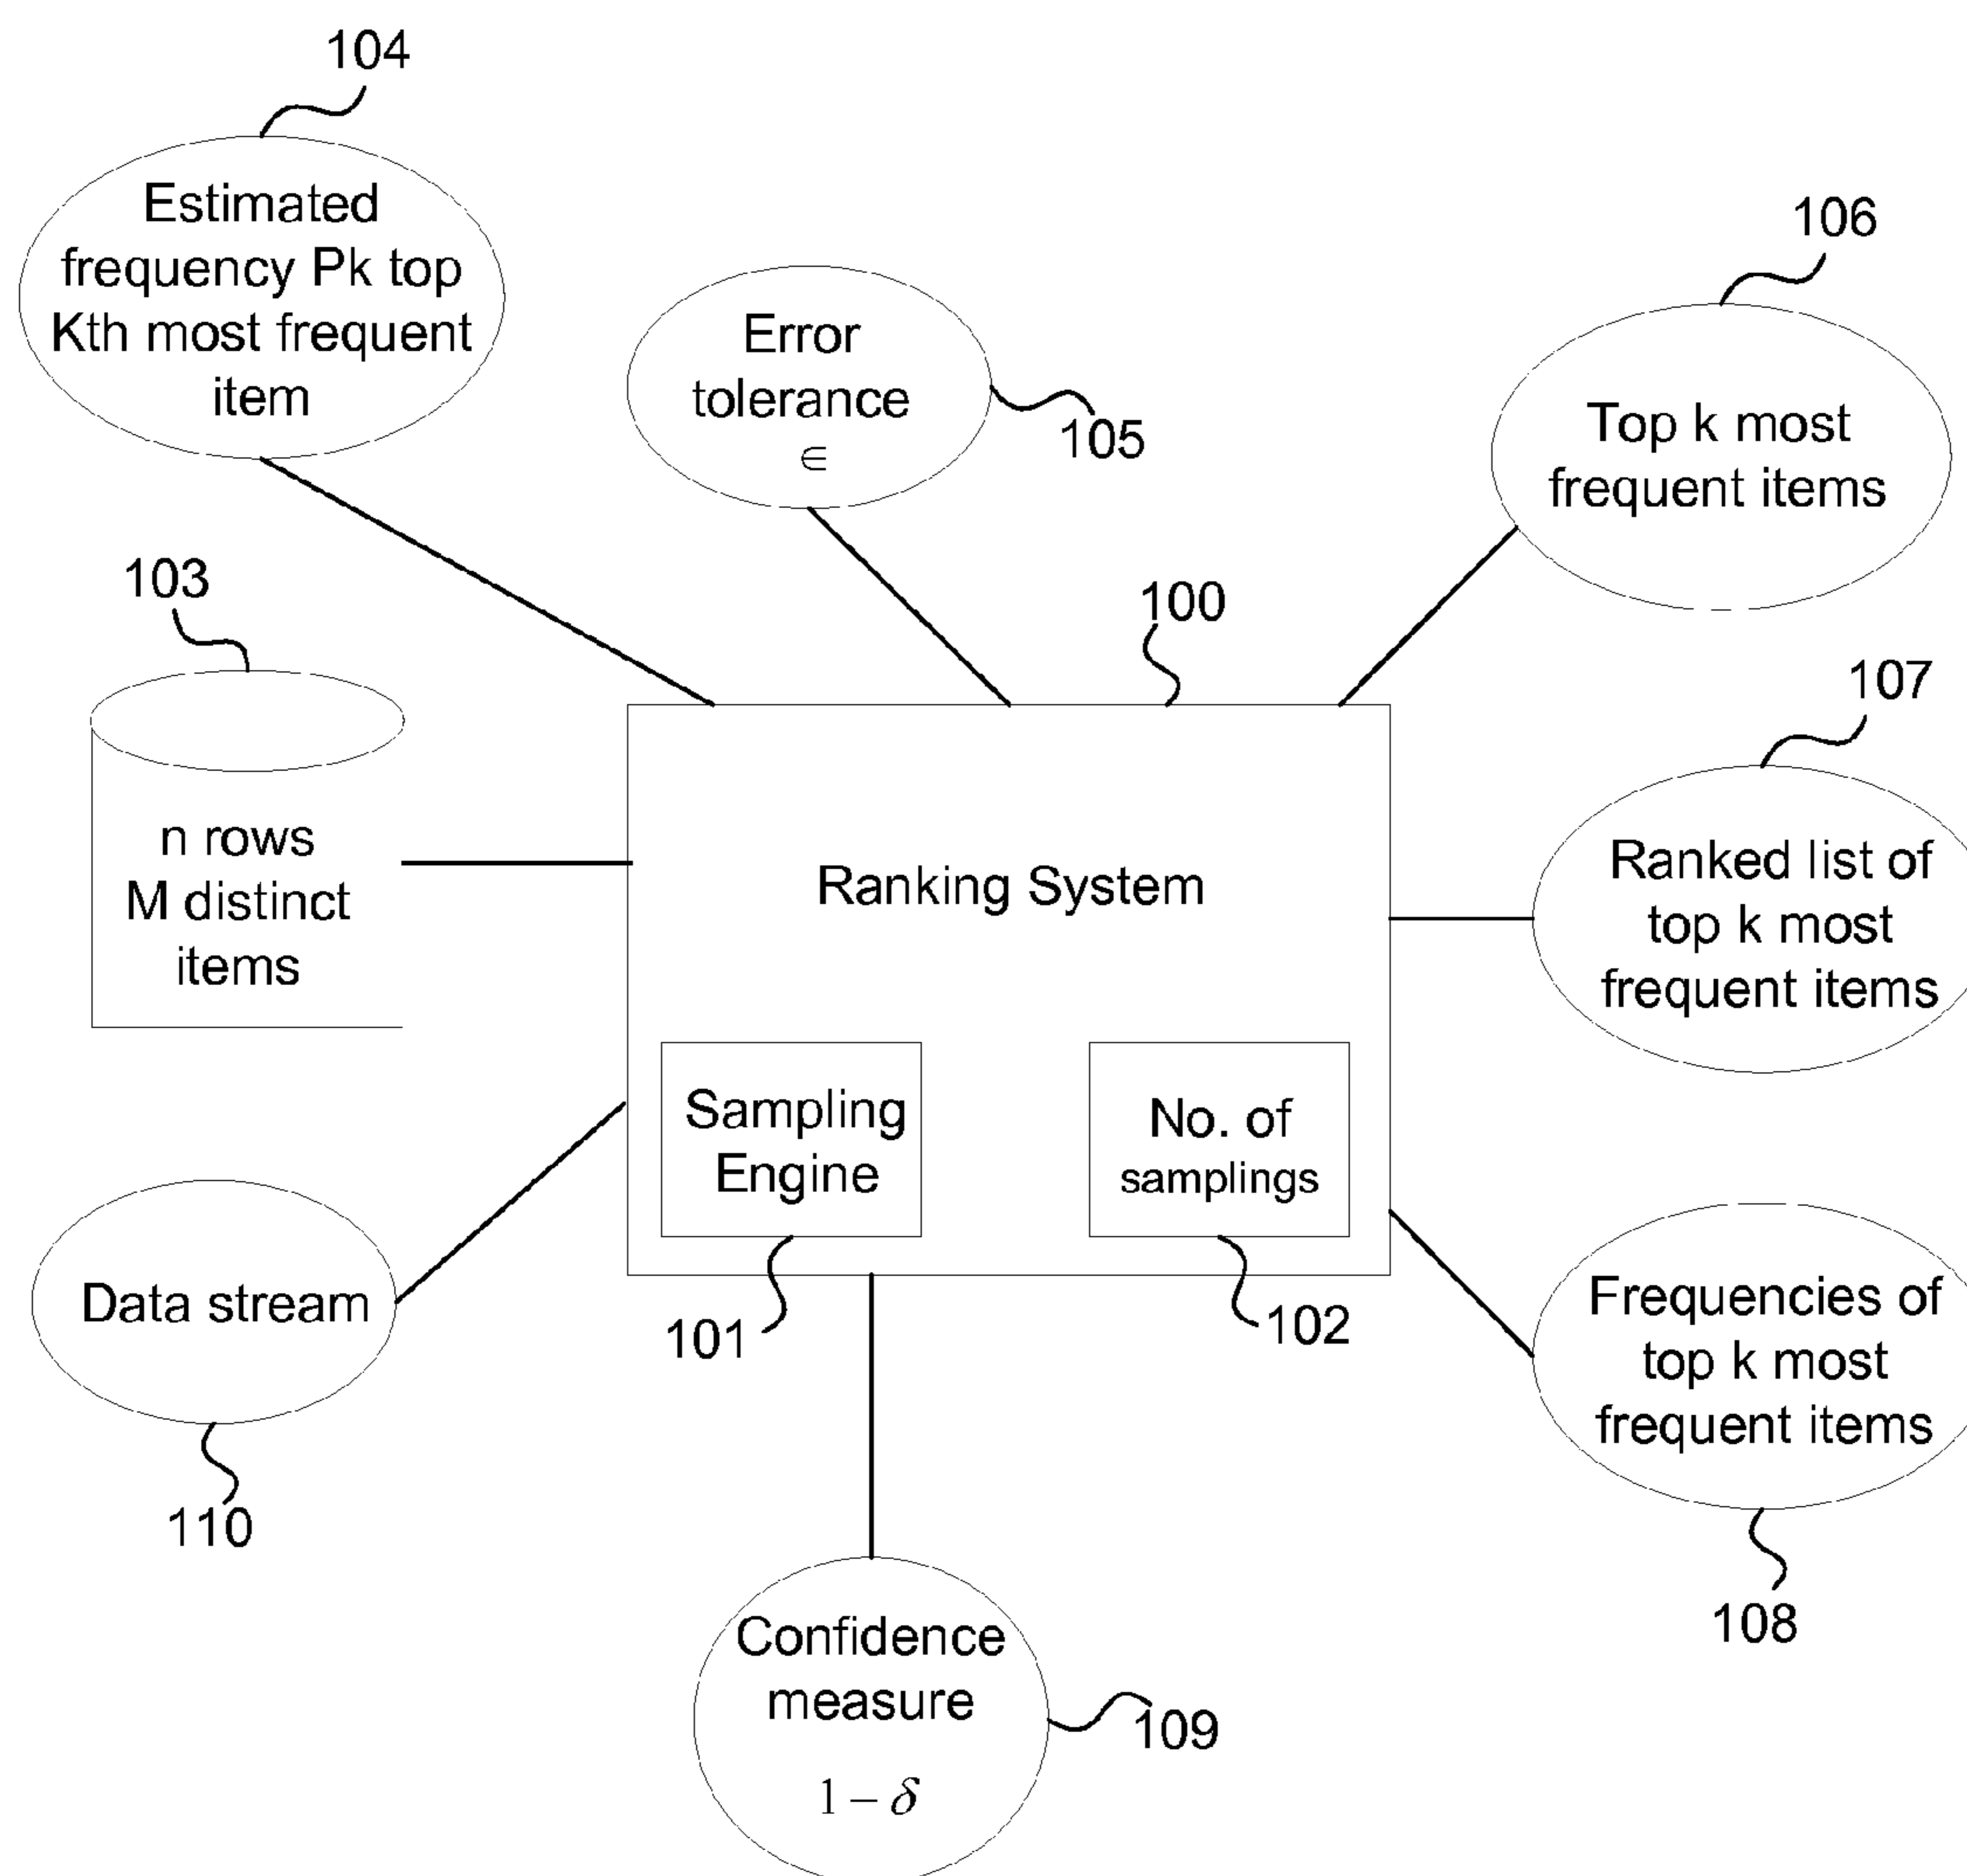 104
Estimated
frequency Pk top
Kth most frequent
item
105
Error
tolerance
∈
106
Top k most
frequent items
103
n rows
M distinct
items
100
Ranking System
107
Ranked list of
top k most
frequent items
Sampling
Engine
101
No. of
samplings
102
Data stream
110
Frequencies of
top k most
frequent items
108
Confidence
measure
1 – δ
109